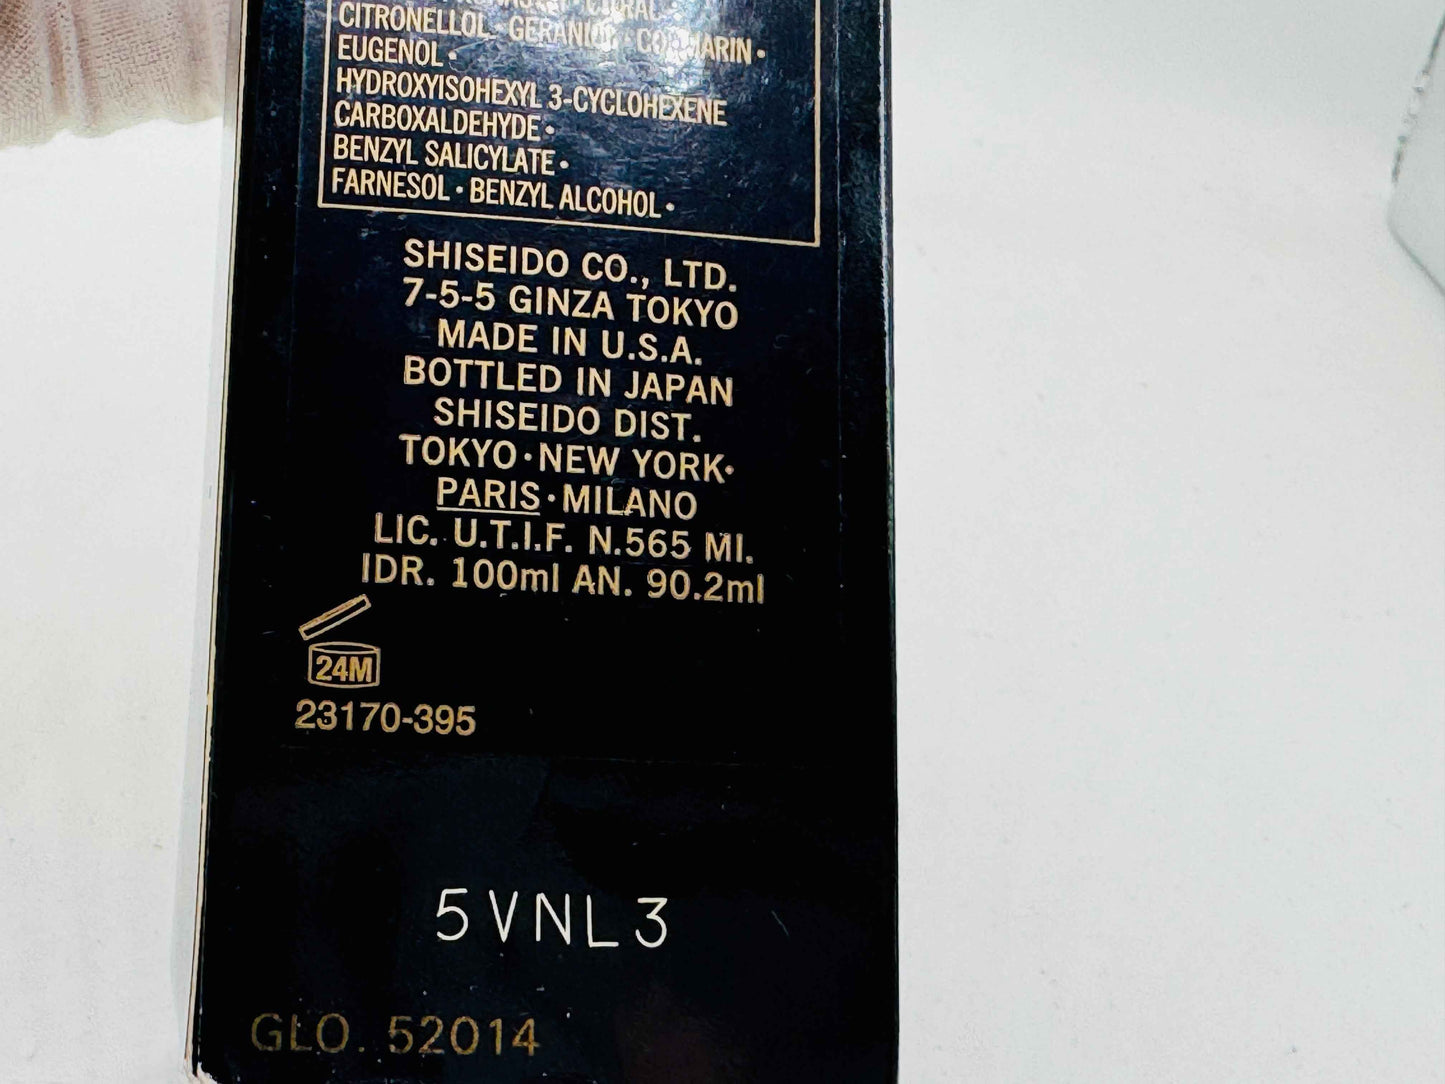 CITRONELLOL · GERANIOL · COUMARIN ·
EUGENOL ·
HYDROXYISOHEXYL 3-CYCLOHEXENE
CARBOXALDEHYDE ·
BENZYL SALICYLATE ·
FARNESOL · BENZYL ALCOHOL ·
SHISEIDO CO., LTD.
7-5-5 GINZA TOKYO
MADE IN U.S.A.
BOTTLED IN JAPAN
SHISEIDO DIST.
TOKYO · NEW YORK ·
PARIS · MILANO
LIC. U.T.I.F. N.565 MI.
IDR. 100ml AN. 90.2ml
24M
23170-395
5VNL3
GLO. 52014